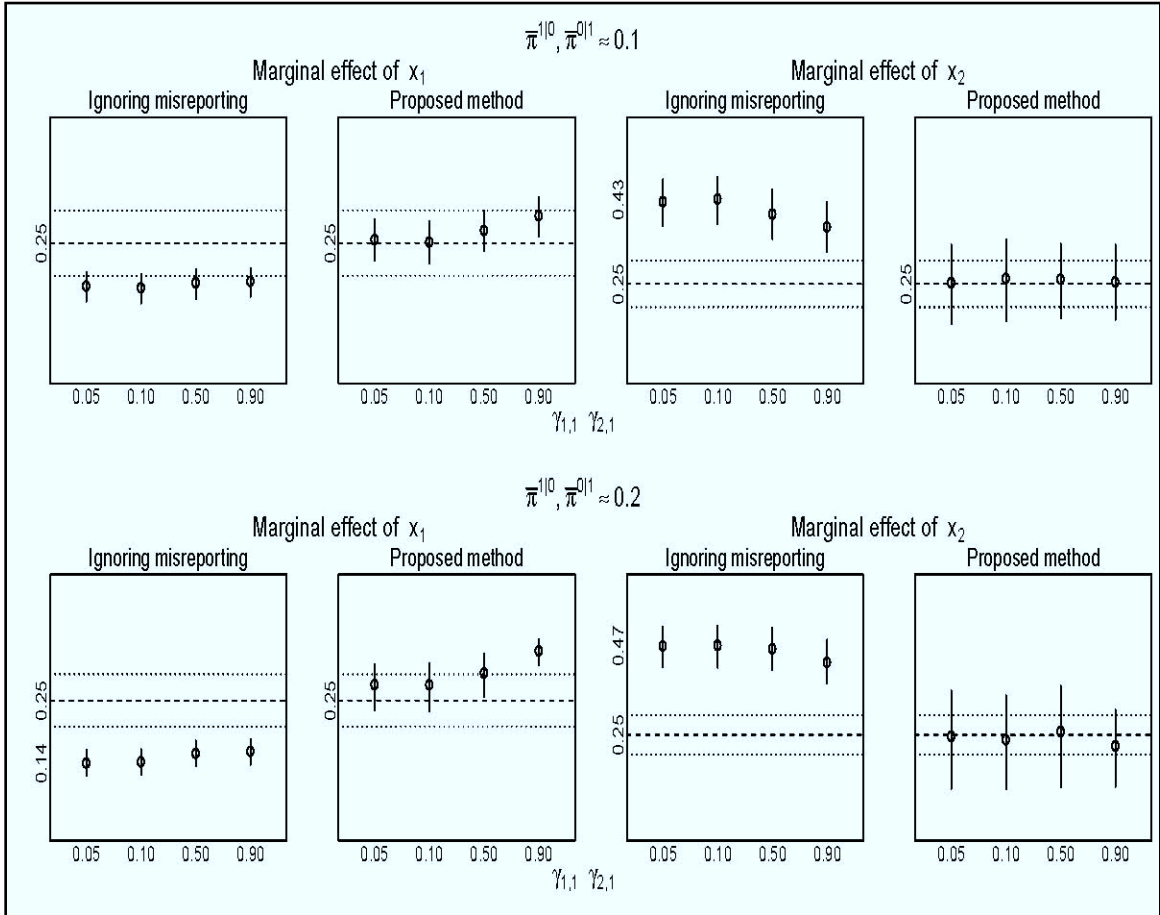 π̅¹|⁰, π̅⁰|¹ ≈ 0.1
Marginal effect of x₁ Marginal effect of x₂
Ignoring misreporting Proposed method Ignoring misreporting Proposed method
0.25
0.43
0.25
0.25
0.05 0.10 0.50 0.90 0.05 0.10 0.50 0.90 0.05 0.10 0.50 0.90 0.05 0.10 0.50 0.90
γ₁,₁ γ₂,₁
π̅¹|⁰, π̅⁰|¹ ≈ 0.2
Marginal effect of x₁ Marginal effect of x₂
Ignoring misreporting Proposed method Ignoring misreporting Proposed method
0.25
0.14
0.25
0.47
0.25
0.25
0.05 0.10 0.50 0.90 0.05 0.10 0.50 0.90 0.05 0.10 0.50 0.90 0.05 0.10 0.50 0.90
γ₁,₁ γ₂,₁